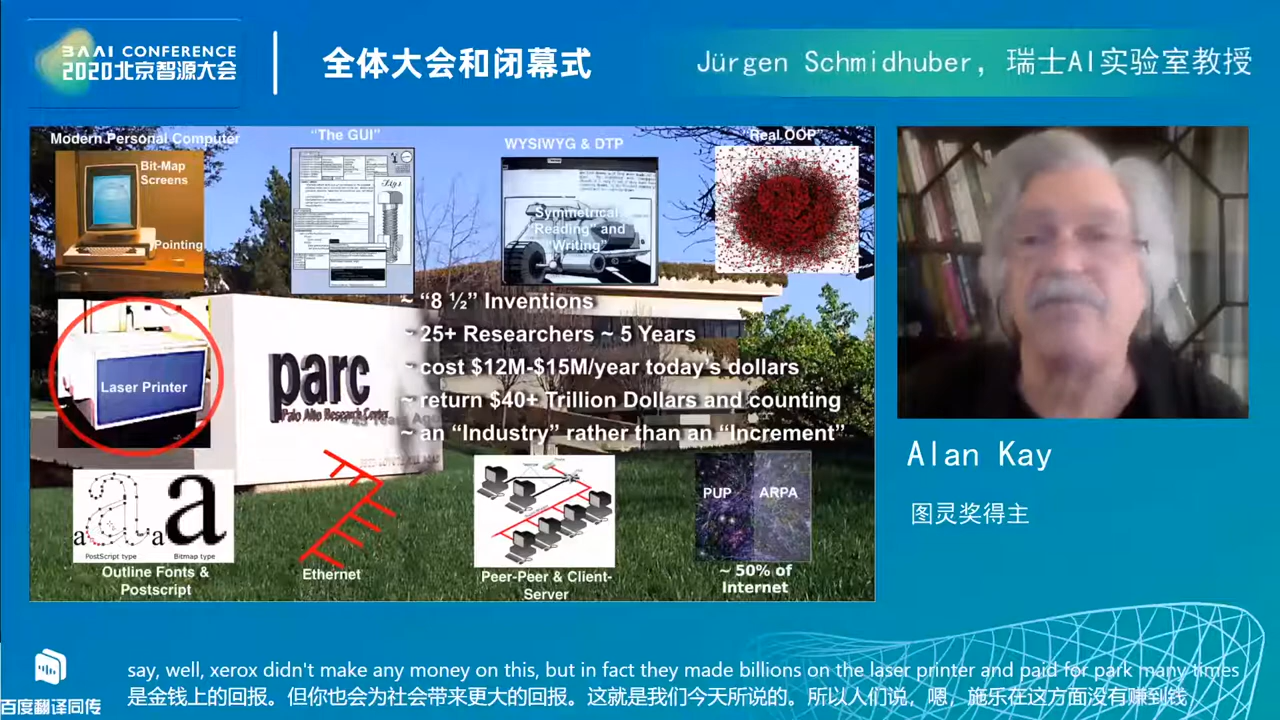 BAAI CONFERENCE
2020北京智源大会
全体大会和闭幕式
Jürgen Schmidhuber, 瑞士AI实验室教授
Modern Personal Computer
Bit-Map
Screens
Pointing
"The GUI"
WYSIWYG & DTP
Symmetrical
"Reading" and
"Writing"
Real OOP
~ "8 ½" Inventions
~ 25+ Researchers ~ 5 Years
~ cost $12M-$15M/year today's dollars
~ return $40+ Trillion Dollars and counting
~ an "Industry" rather than an "Increment"
Laser Printer
parc
Palo Alto Research Center
a a a a
PostScript type
Bitmap type
Outline Fonts &
Postscript
Ethernet
Peer-Peer & Client-
Server
PUP
ARPA
~ 50% of
Internet
Alan Kay
图灵奖得主
say, well, xerox didn't make any money on this, but in fact they made billions on the laser printer and paid for park many times
是金钱上的回报。但你也会为社会带来更大的回报。这就是我们今天所说的。所以人们说，嗯，施乐在这方面没有赚到钱
百度翻译同传